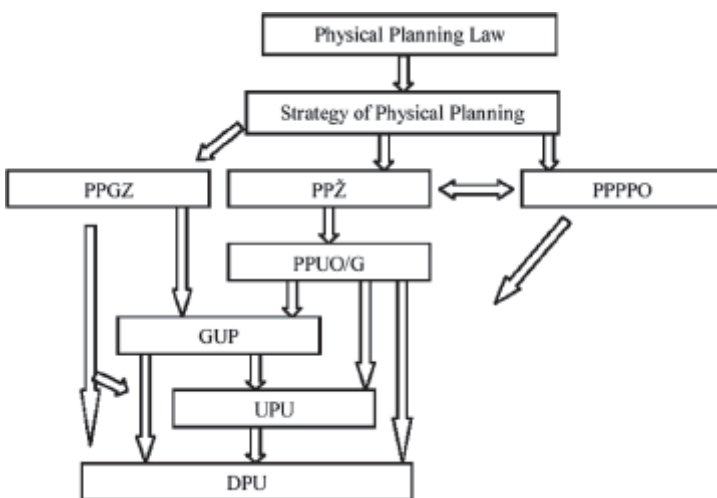 Physical Planning Law
Strategy of Physical Planning
PPGZ
PPŽ
PPPPO
PPUO/G
GUP
UPU
DPU